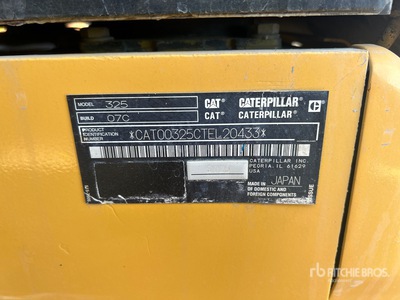 MODEL 325 CAT CATERPILLAR C
BUILD 07C CAT CATERPILLAR
PRODUCT IDENTIFICATION NUMBER *CAT00325CTEL20433*
CATERPILLAR INC.
PEORIA, IL 61629
USA
MADE IN JAPAN
OF DOMESTIC AND
FOREIGN COMPONENTS
rb RITCHIE BROS.